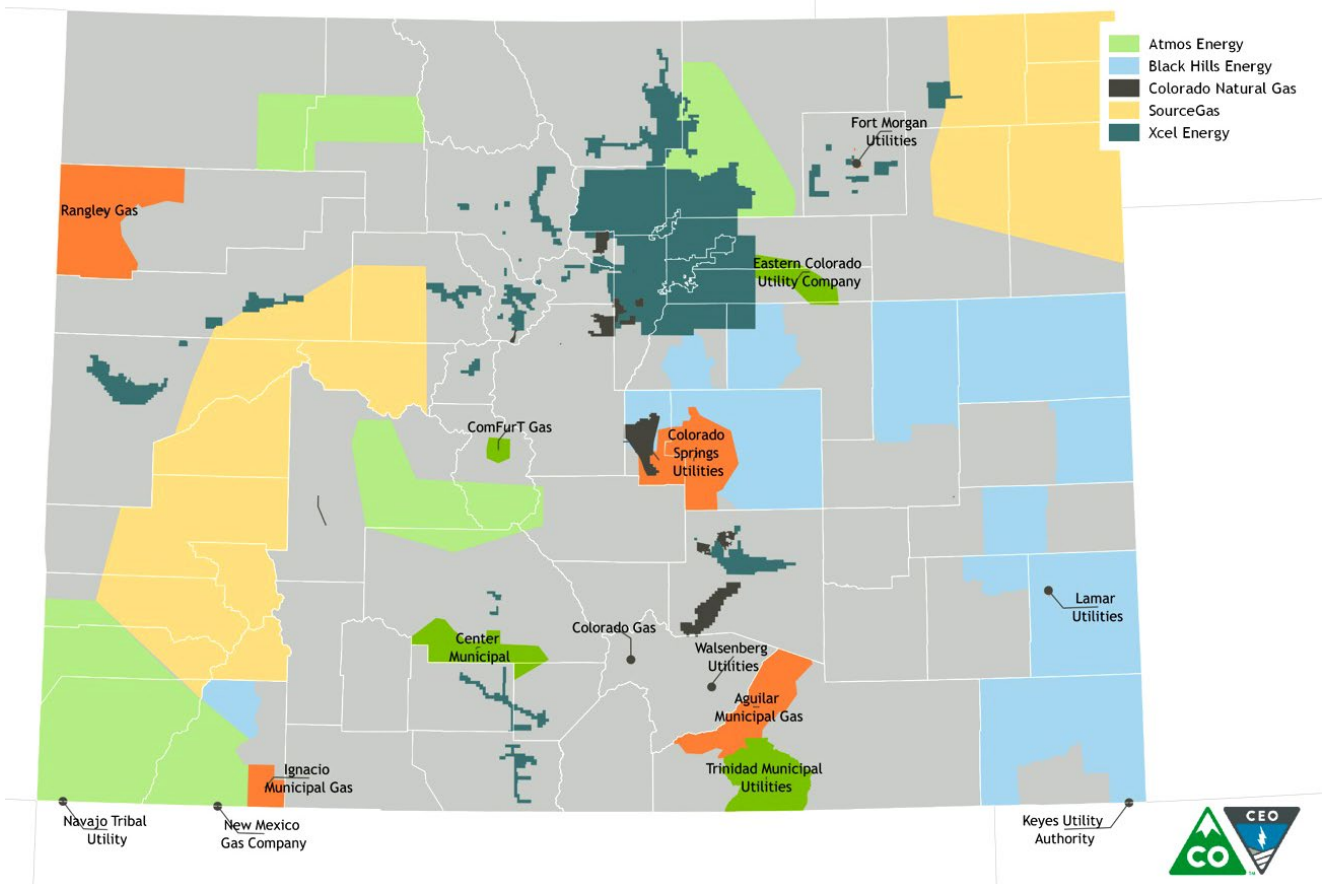 Atmos Energy
Black Hills Energy
Colorado Natural Gas
SourceGas
Xcel Energy
Fort Morgan
Utilities
Rangley Gas
Eastern Colorado
Utility Company
ComFurT Gas
Colorado
Springs
Utilities
Lamar
Utilities
Center
Municipal
Colorado Gas
Walsenberg
Utilities
Aguilar
Municipal Gas
Trinidad Municipal
Utilities
Ignacio
Municipal Gas
Navajo Tribal
Utility
New Mexico
Gas Company
Keyes Utility
Authority
CO
CEO
TM